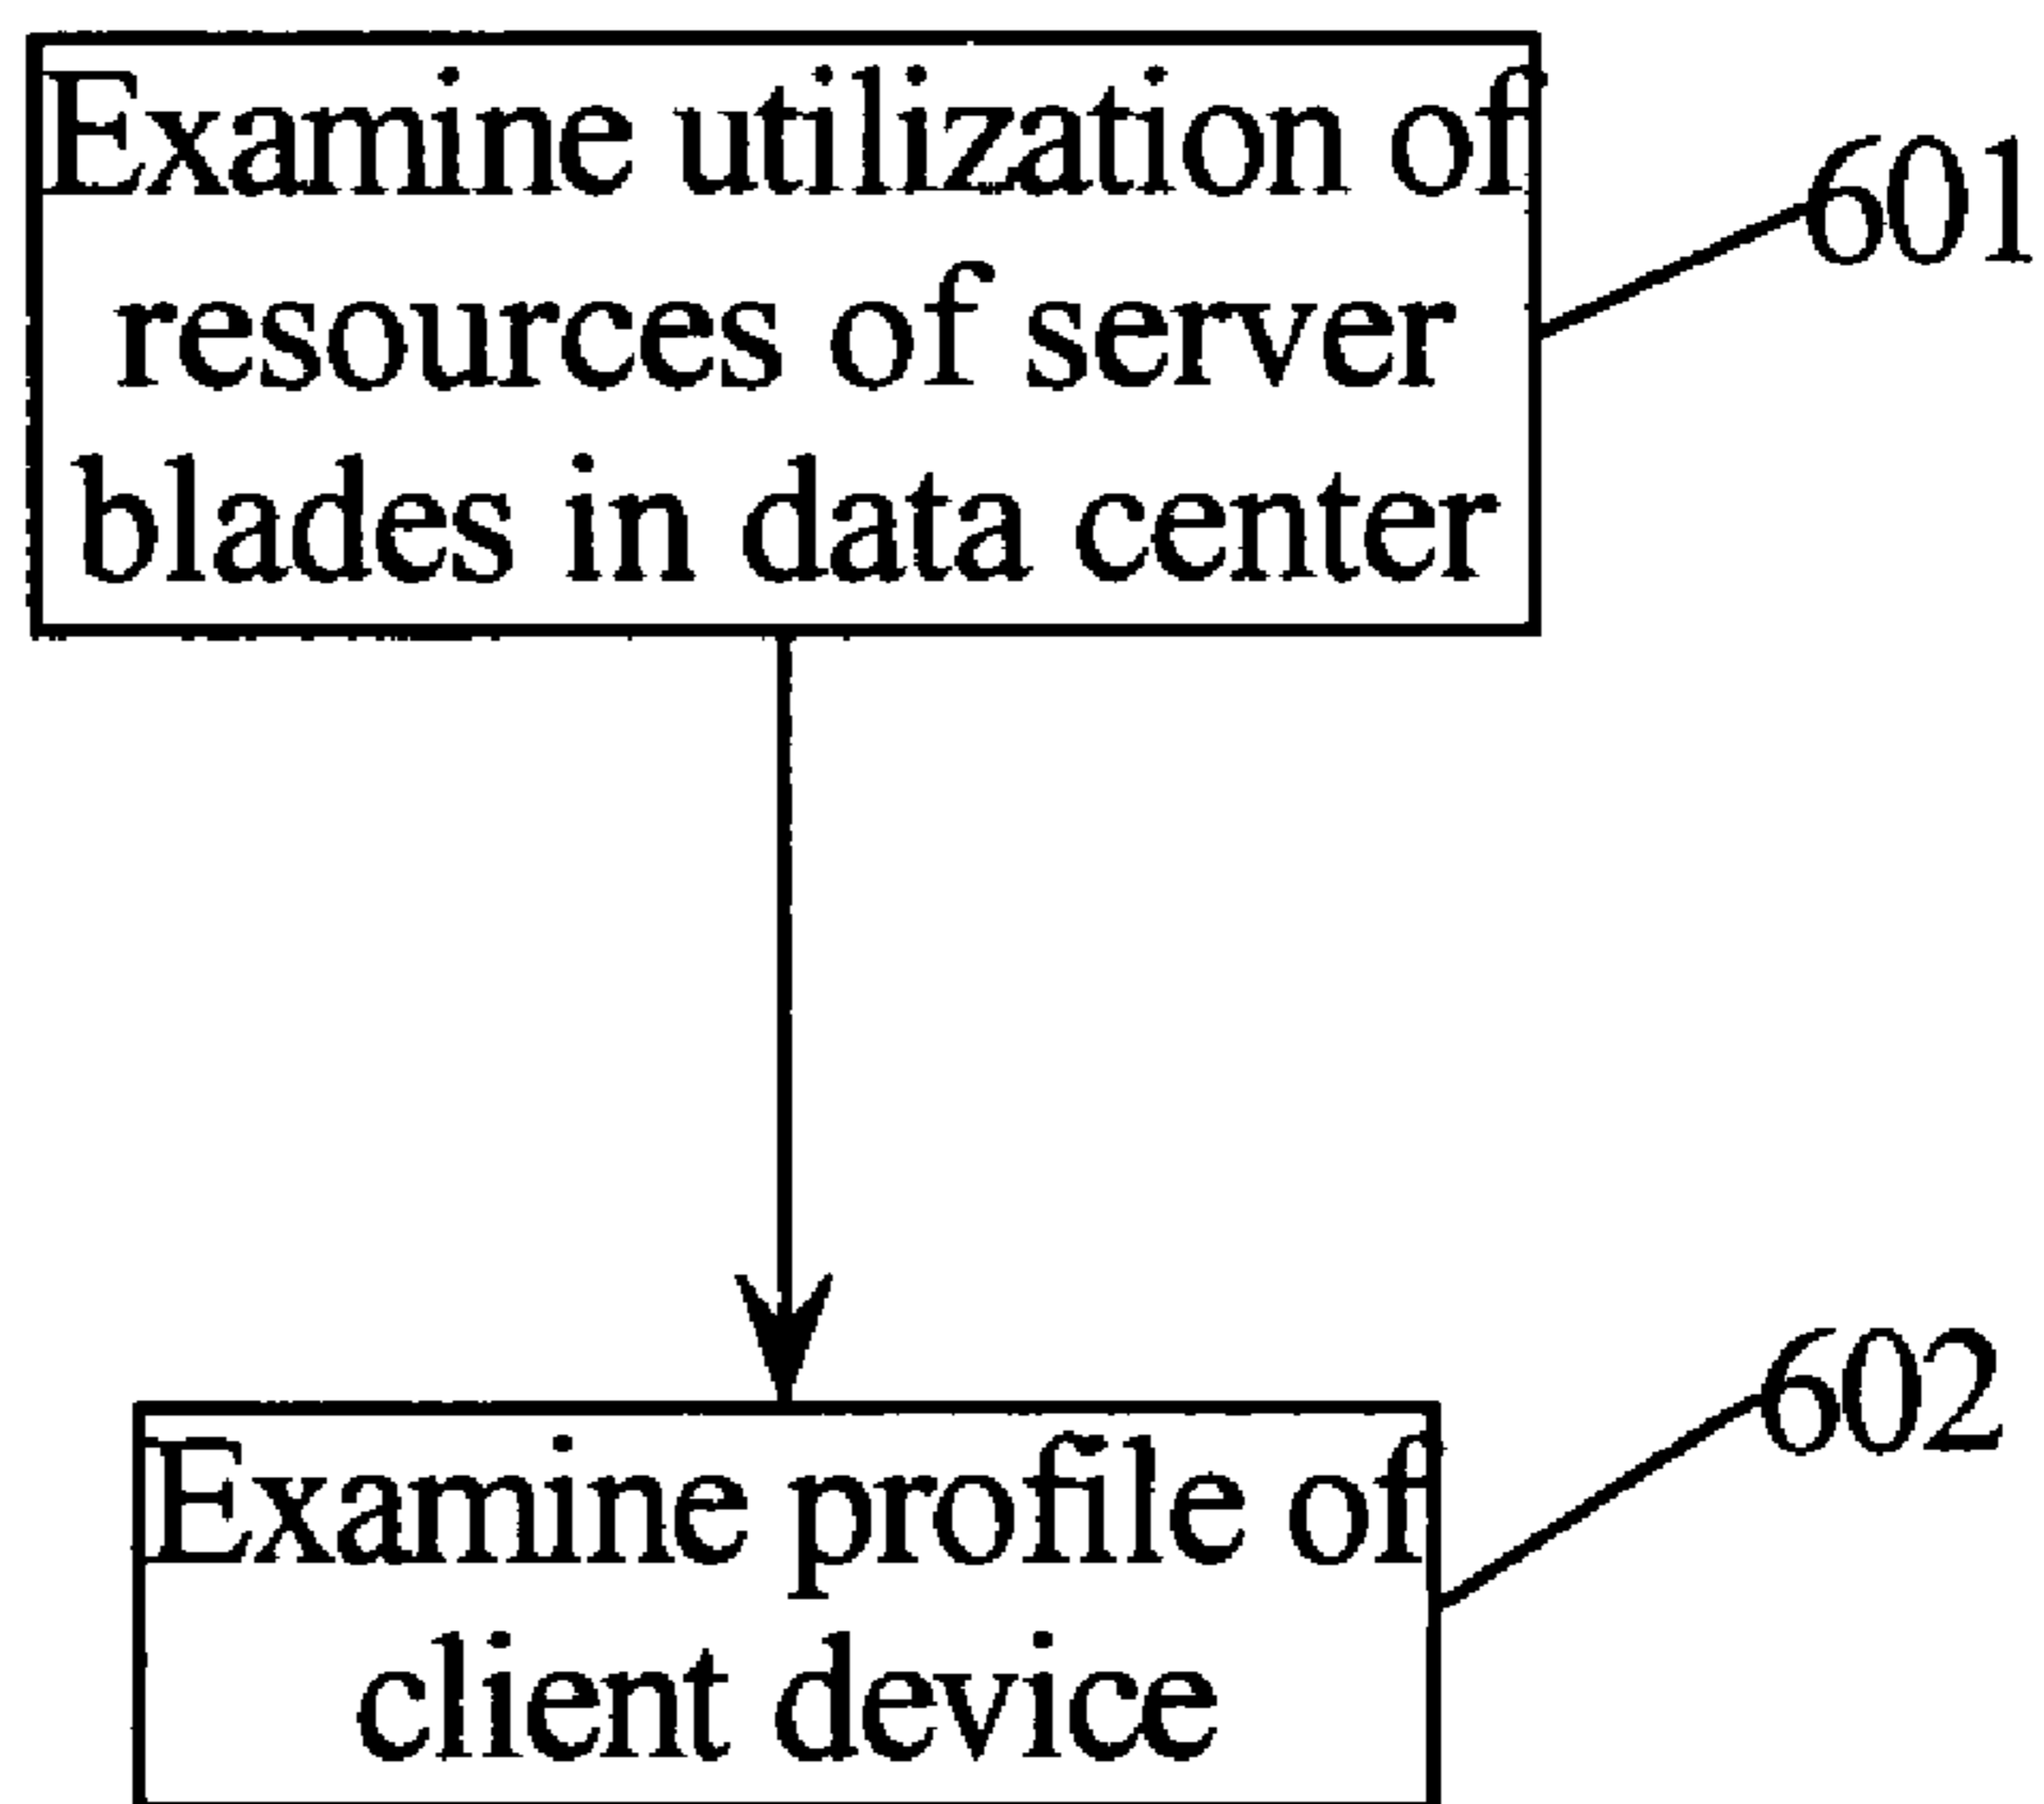 Examine utilization of
resources of server
blades in data center
601
Examine profile of
client device
602